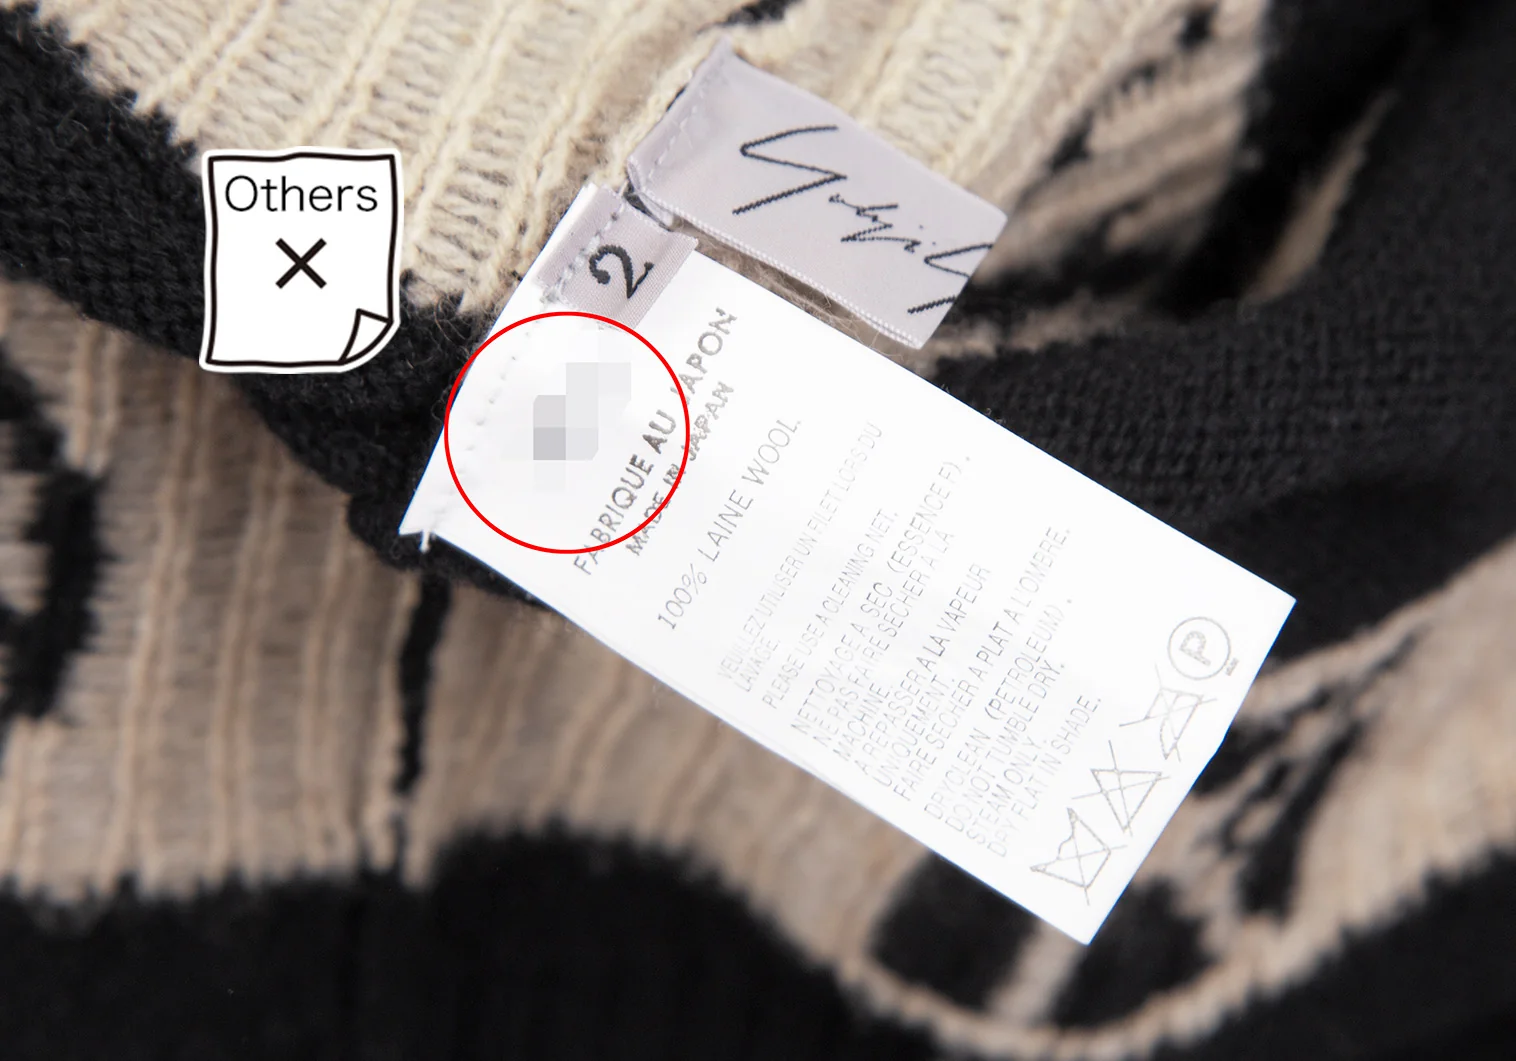 Others
×
2
FABRIQUE AU JAPON
MADE IN JAPAN
100% LAINE WOOL.
VEUILLEZ UTILISER UN FILET LORS DU
LAVAGE.
PLEASE USE A CLEANING NET.
NETTOYAGE A SEC. (ESSENCE F).
NE PAS FAIRE SECHER A LA
MACHINE.
A REPASSER A LA VAPEUR
UNIQUEMENT.
FAIRE SECHER A PLAT A L'OMBRE.
DRYCLEAN (PETROLEUM).
DO NOT TUMBLE DRY.
STEAM ONLY.
DRY FLAT IN SHADE.
P